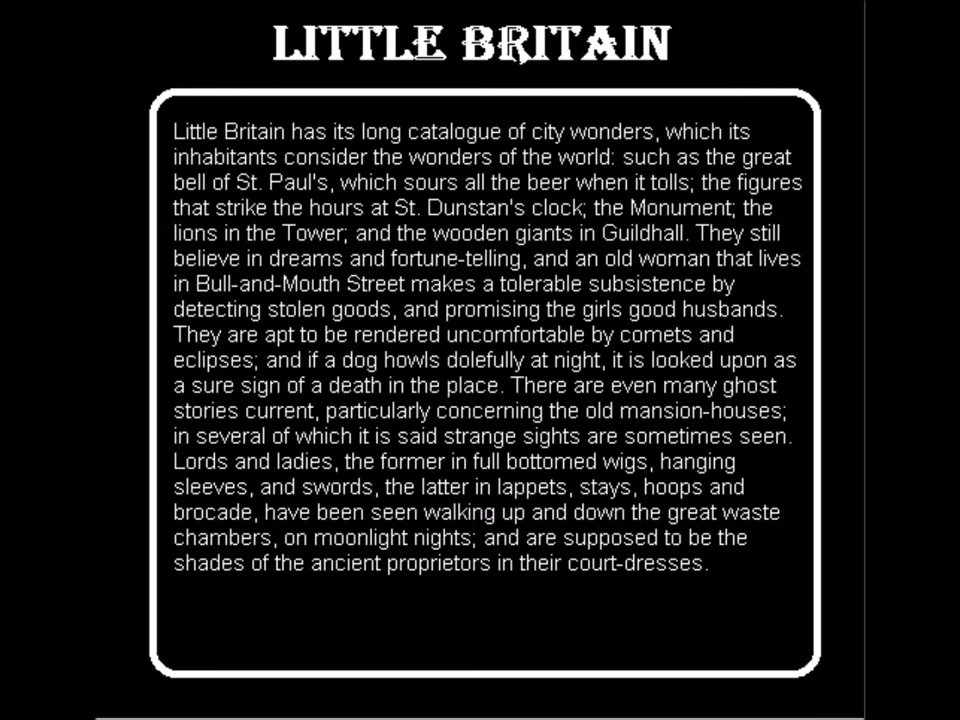 LITTLE BRITAIN
Little Britain has its long catalogue of city wonders, which its
inhabitants consider the wonders of the world: such as the great
bell of St. Paul's, which sours all the beer when it tolls; the figures
that strike the hours at St. Dunstan's clock; the Monument; the
lions in the Tower; and the wooden giants in Guildhall. They still
believe in dreams and fortune-telling, and an old woman that lives
in Bull-and-Mouth Street makes a tolerable subsistence by
detecting stolen goods, and promising the girls good husbands.
They are apt to be rendered uncomfortable by comets and
eclipses; and if a dog howls dolefully at night, it is looked upon as
a sure sign of a death in the place. There are even many ghost
stories current, particularly concerning the old mansion-houses;
in several of which it is said strange sights are sometimes seen.
Lords and ladies, the former in full bottomed wigs, hanging
sleeves, and swords, the latter in lappets, stays, hoops and
brocade, have been seen walking up and down the great waste
chambers, on moonlight nights; and are supposed to be the
shades of the ancient proprietors in their court-dresses.